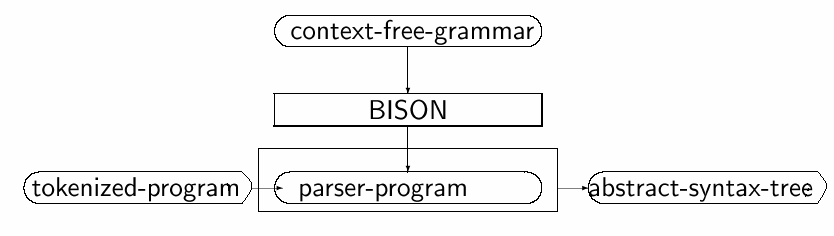 context-free-grammar
BISON
tokenized-program
parser-program
abstract-syntax-tree